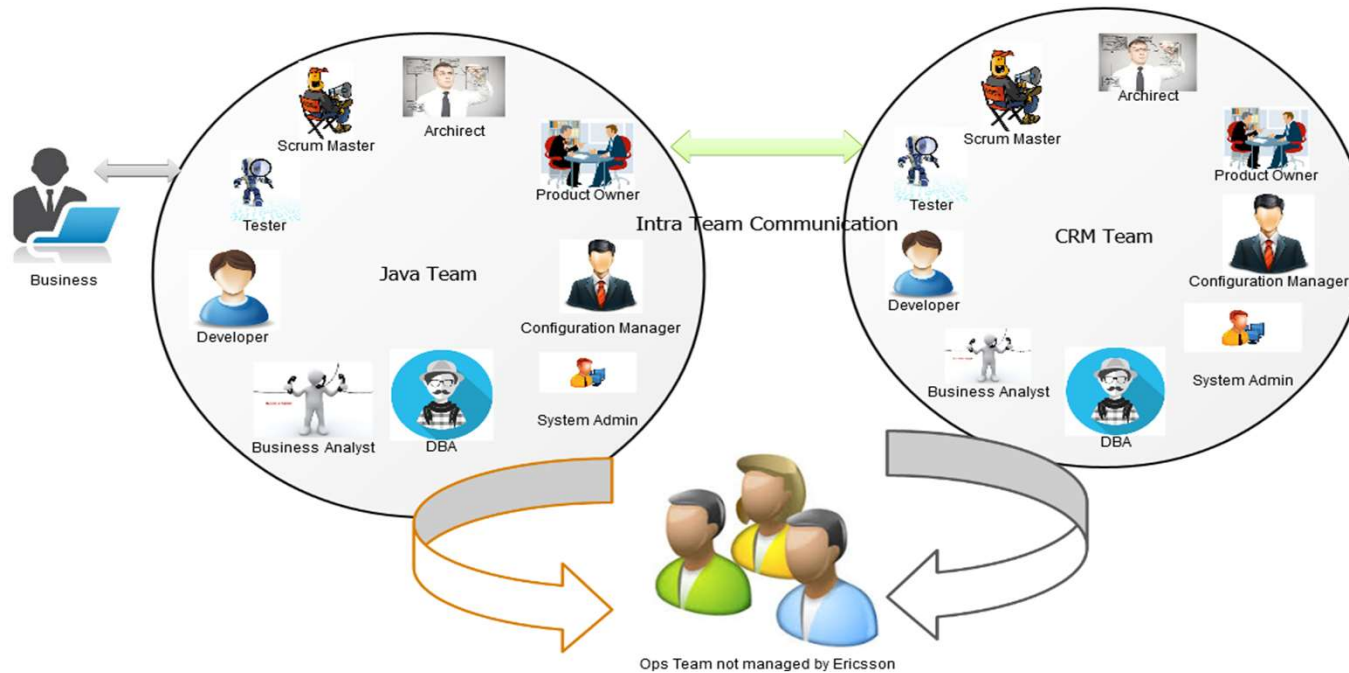 Scrum Master
Archirect
Product Owner
Tester
Java Team
Developer
Configuration Manager
Business Analyst
DBA
System Admin
Business
Intra Team Communication
Scrum Master
Archirect
Product Owner
Tester
CRM Team
Developer
Configuration Manager
Business Analyst
DBA
System Admin
Ops Team not managed by Ericsson